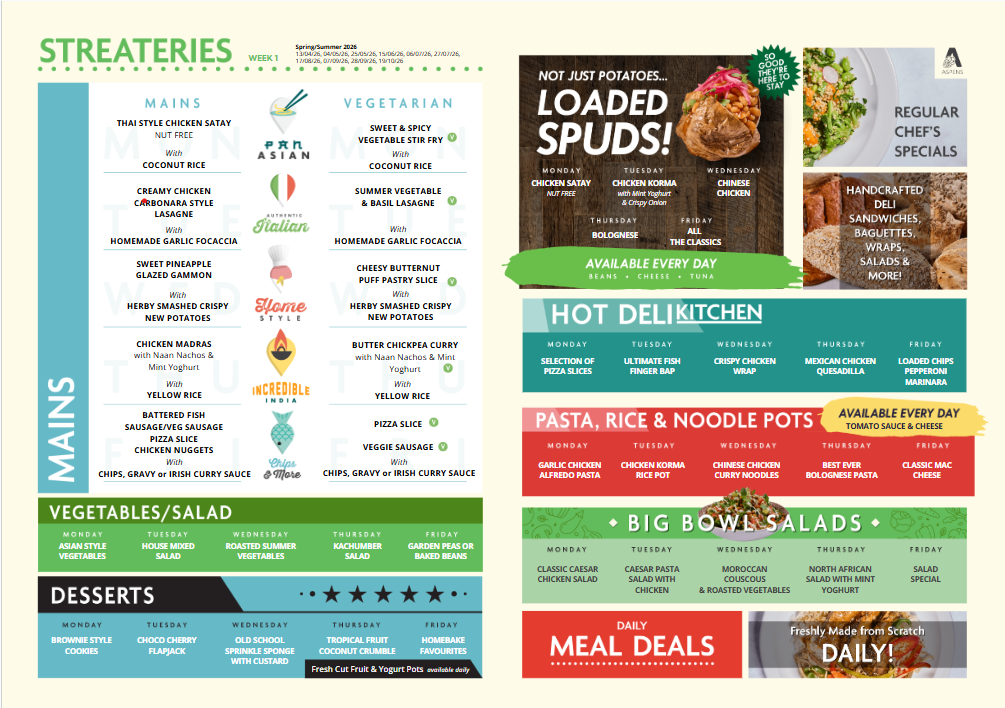 STREATERIES
WEEK 1
Spring/Summer 2026
13/04/26, 04/05/26, 25/05/26, 15/06/26, 06/07/26, 27/07/26,
17/08/26, 07/09/26, 28/09/26, 19/10/26
MAINS
MAINS
VEGETARIAN
MON
THAI STYLE CHICKEN SATAY
NUT FREE
With
COCONUT RICE
PAN
ASIAN
MON
SWEET & SPICY
VEGETABLE STIR FRY V
With
COCONUT RICE
TUE
CREAMY CHICKEN
CARBONARA STYLE
LASAGNE
With
HOMEMADE GARLIC FOCACCIA
AUTHENTIC
Italian
TUE
SUMMER VEGETABLE
& BASIL LASAGNE V
With
HOMEMADE GARLIC FOCACCIA
WED
SWEET PINEAPPLE
GLAZED GAMMON
With
HERBY SMASHED CRISPY
NEW POTATOES
Home
STYLE
WED
CHEESY BUTTERNUT
PUFF PASTRY SLICE V
With
HERBY SMASHED CRISPY
NEW POTATOES
THU
CHICKEN MADRAS
with Naan Nachos &
Mint Yoghurt
With
YELLOW RICE
INCREDIBLE
INDIA
THU
BUTTER CHICKPEA CURRY
with Naan Nachos & Mint
Yoghurt V
With
YELLOW RICE
FRI
BATTERED FISH
SAUSAGE/VEG SAUSAGE
PIZZA SLICE
CHICKEN NUGGETS
With
CHIPS, GRAVY or IRISH CURRY SAUCE
Chips
& More
FRI
PIZZA SLICE V
VEGGIE SAUSAGE V
With
CHIPS, GRAVY or IRISH CURRY SAUCE
VEGETABLES/SALAD
MONDAY
ASIAN STYLE
VEGETABLES
TUESDAY
HOUSE MIXED
SALAD
WEDNESDAY
ROASTED SUMMER
VEGETABLES
THURSDAY
KACHUMBER
SALAD
FRIDAY
GARDEN PEAS OR
BAKED BEANS
DESSERTS
MONDAY
BROWNIE STYLE
COOKIES
TUESDAY
CHOCO CHERRY
FLAPJACK
WEDNESDAY
OLD SCHOOL
SPRINKLE SPONGE
WITH CUSTARD
THURSDAY
TROPICAL FRUIT
COCONUT CRUMBLE
FRIDAY
HOMEBAKE
FAVOURITES
Fresh Cut Fruit & Yogurt Pots available daily
NOT JUST POTATOES...
LOADED
SPUDS!
SO
GOOD
THEY'RE
HERE TO
STAY
MONDAY
CHICKEN SATAY
NUT FREE
TUESDAY
CHICKEN KORMA
with Mint Yoghurt
& Crispy Onion
WEDNESDAY
CHINESE
CHICKEN
THURSDAY
BOLOGNESE
FRIDAY
ALL
THE CLASSICS
AVAILABLE EVERY DAY
BEANS • CHEESE • TUNA
ASPENS
REGULAR
CHEF'S
SPECIALS
HANDCRAFTED
DELI
SANDWICHES,
BAGUETTES,
WRAPS,
SALADS &
MORE!
HOT DELI KITCHEN
MONDAY
SELECTION OF
PIZZA SLICES
TUESDAY
ULTIMATE FISH
FINGER BAP
WEDNESDAY
CRISPY CHICKEN
WRAP
THURSDAY
MEXICAN CHICKEN
QUESADILLA
FRIDAY
LOADED CHIPS
PEPPERONI
MARINARA
PASTA, RICE & NOODLE POTS
AVAILABLE EVERY DAY
TOMATO SAUCE & CHEESE
MONDAY
GARLIC CHICKEN
ALFREDO PASTA
TUESDAY
CHICKEN KORMA
RICE POT
WEDNESDAY
CHINESE CHICKEN
CURRY NOODLES
THURSDAY
BEST EVER
BOLOGNESE PASTA
FRIDAY
CLASSIC MAC
CHEESE
BIG BOWL SALADS
MONDAY
CLASSIC CAESAR
CHICKEN SALAD
TUESDAY
CAESAR PASTA
SALAD WITH
CHICKEN
WEDNESDAY
MOROCCAN
COUSCOUS
& ROASTED VEGETABLES
THURSDAY
NORTH AFRICAN
SALAD WITH MINT
YOGHURT
FRIDAY
SALAD
SPECIAL
DAILY
MEAL DEALS
Freshly Made from Scratch
DAILY!